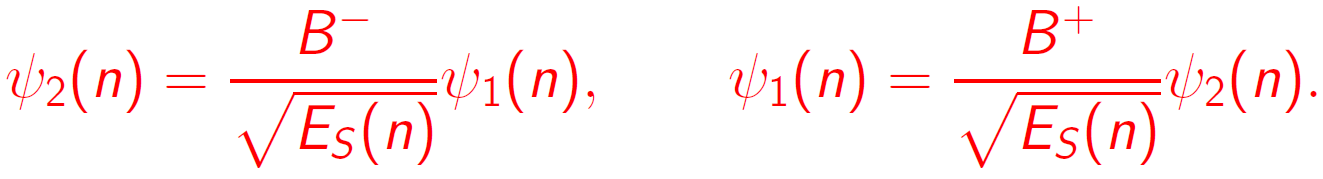 ψ₂(n) = B⁻/√E_S(n) ψ₁(n), ψ₁(n) = B⁺/√E_S(n) ψ₂(n).